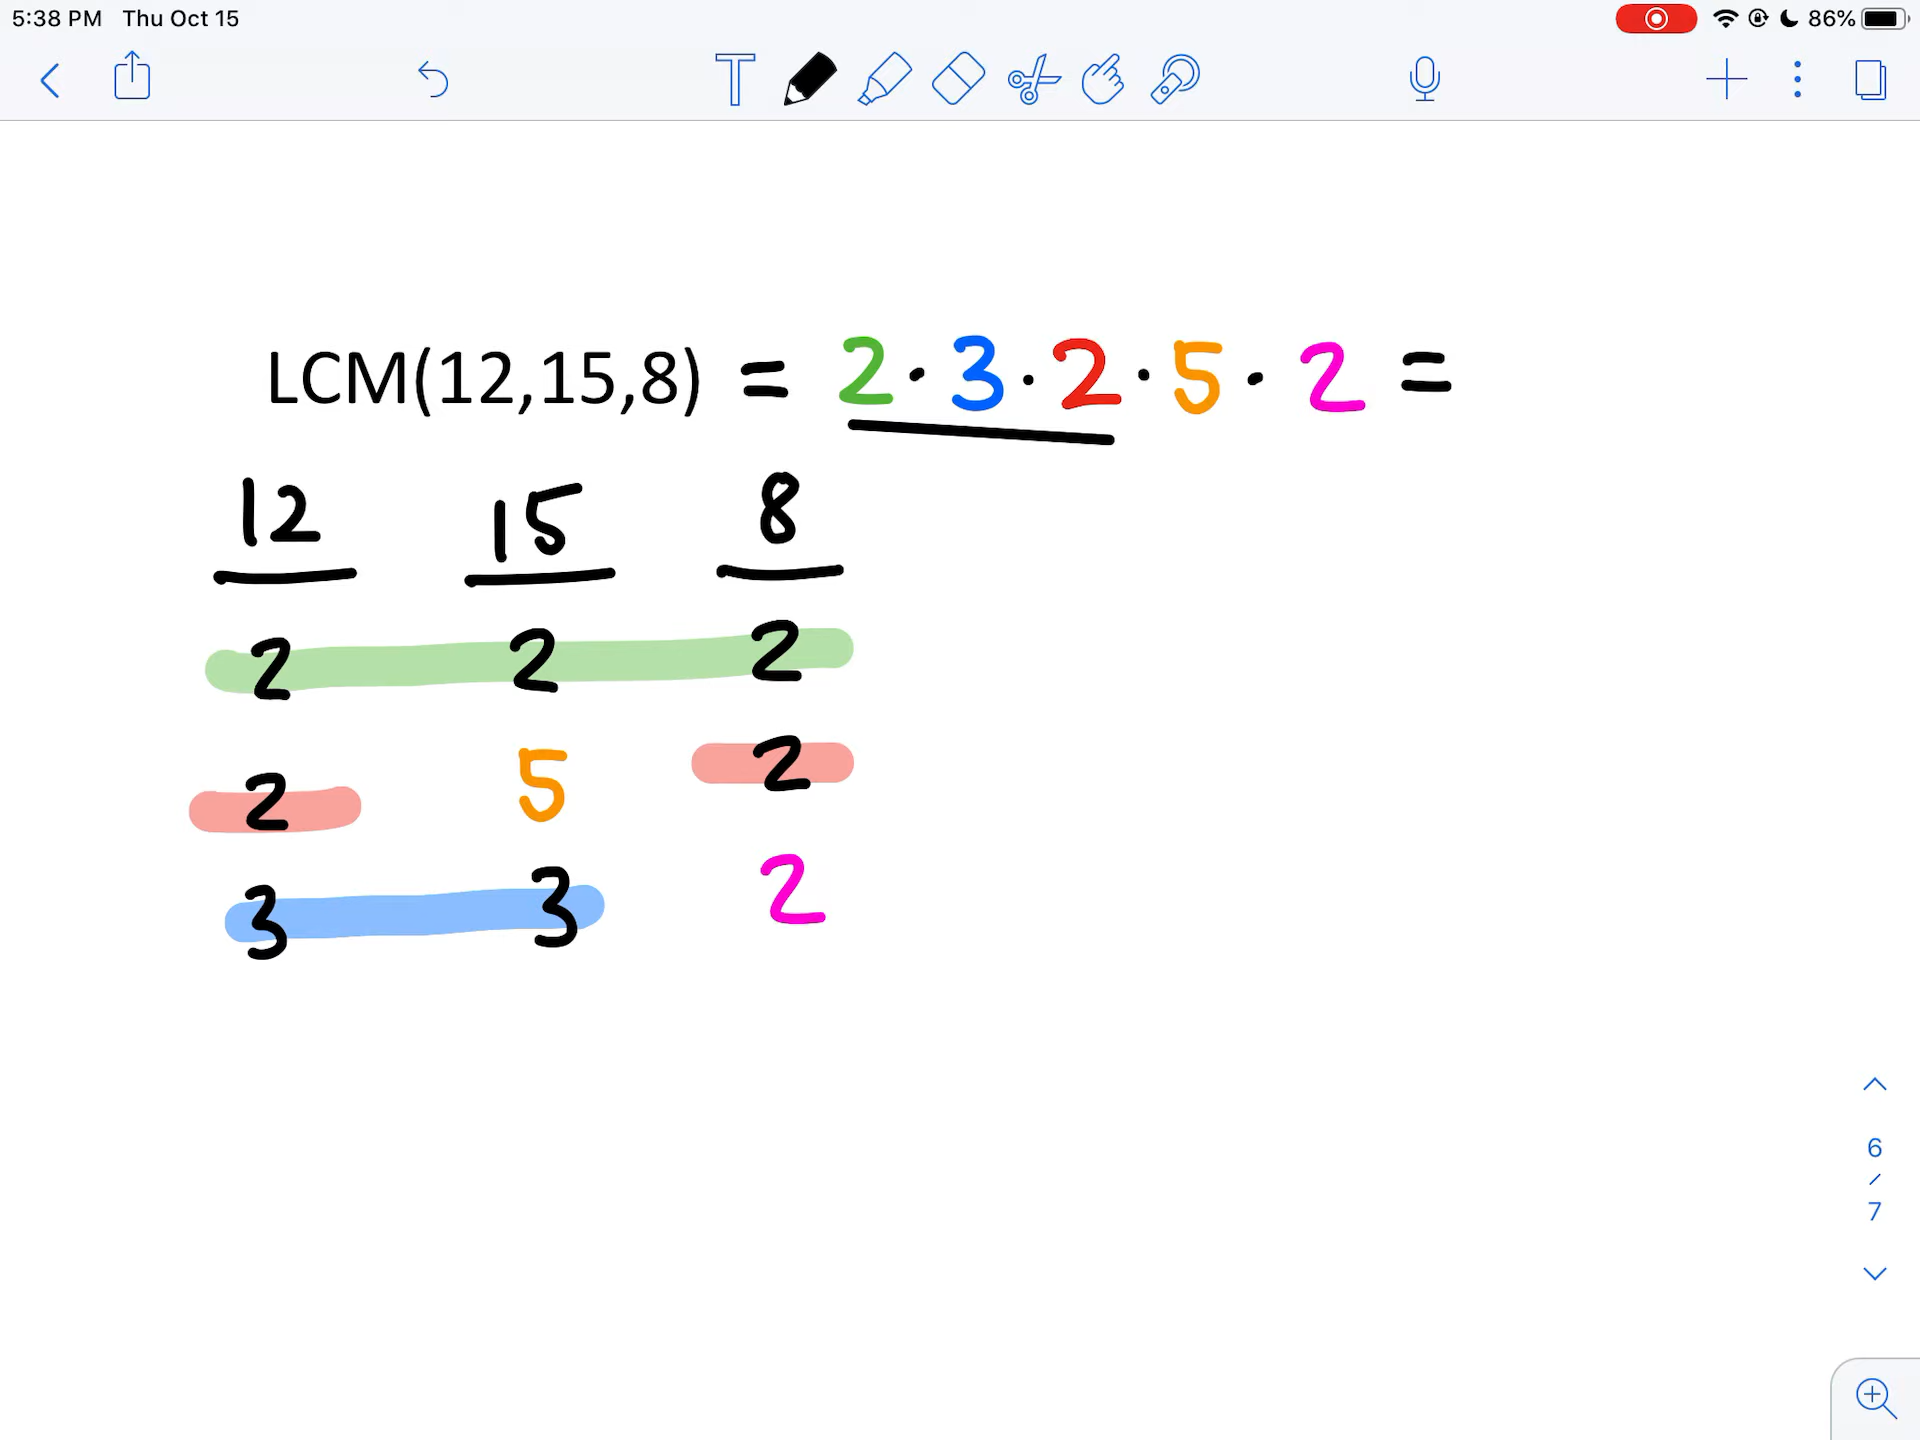 5:38 PM Thu Oct 15 86%
T
LCM(12,15,8) = 2 · 3 · 2 · 5 · 2 =
12 15 8
2 2 2
2 5 2
3 3 2
6
/
7